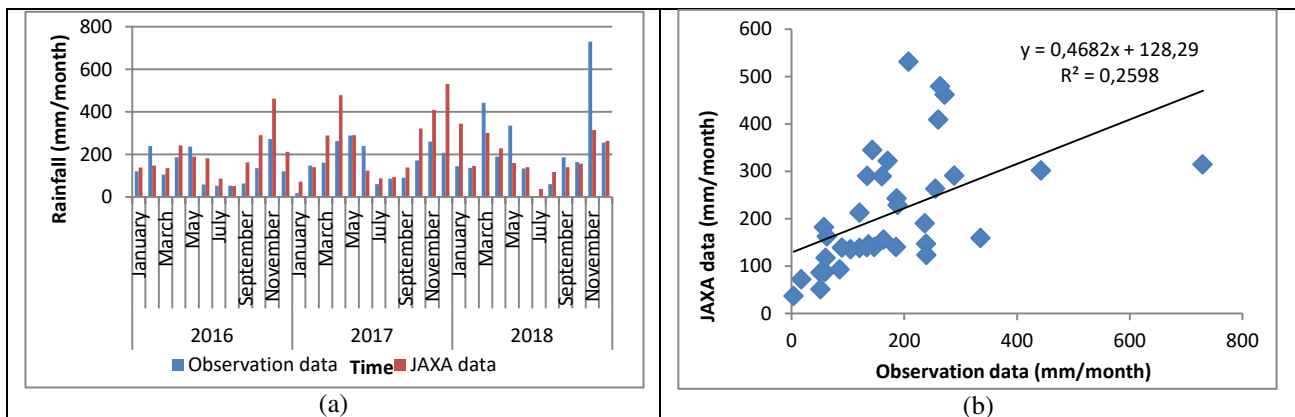 Rainfall (mm/month)
800
600
400
200
0
January
March
May
July
September
November
January
March
May
July
September
November
January
March
May
July
September
November
2016 2017 2018
Observation data Time JAXA data
(a)
JAXA data (mm/month)
600
500
400
300
200
100
0
y = 0,4682x + 128,29
R² = 0,2598
0 200 400 600 800
Observation data (mm/month)
(b)